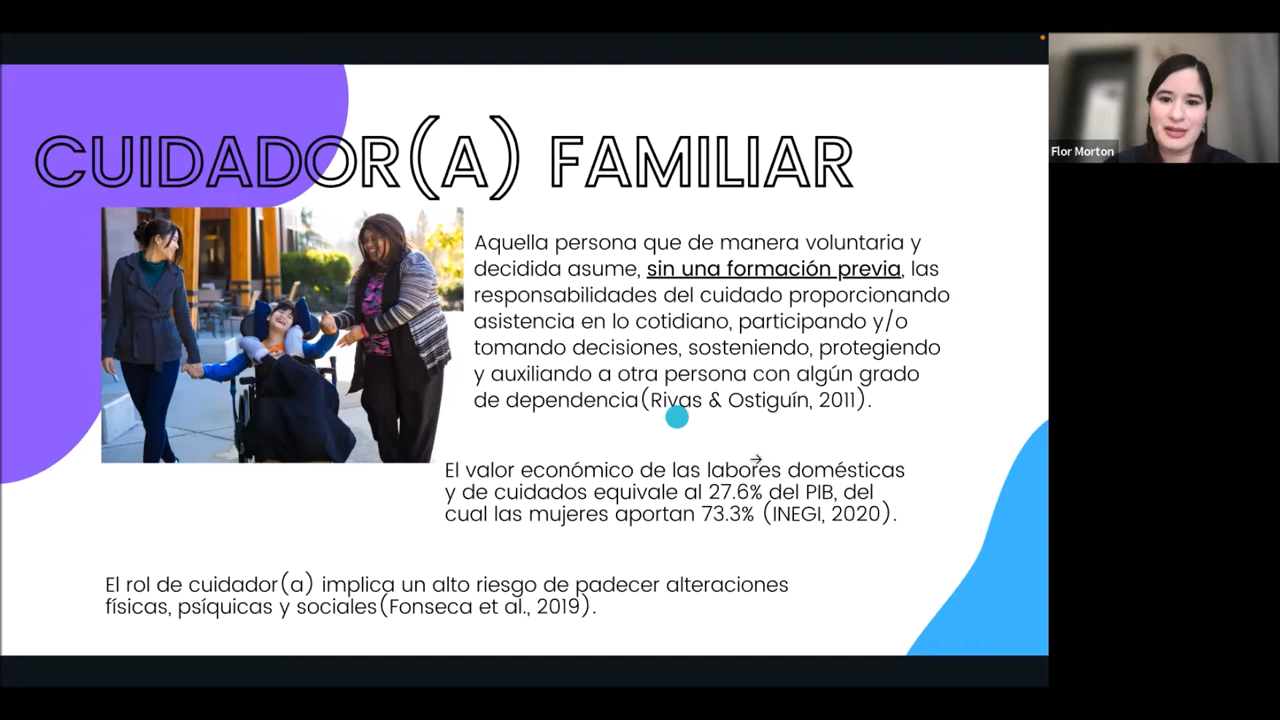 CUIDADOR(A) FAMILIAR
Aquella persona que de manera voluntaria y
decidida asume, sin una formación previa, las
responsabilidades del cuidado proporcionando
asistencia en lo cotidiano, participando y/o
tomando decisiones, sosteniendo, protegiendo
y auxiliando a otra persona con algún grado
de dependencia(Rivas & Ostiguín, 2011).
El valor económico de las labores domésticas
y de cuidados equivale al 27.6% del PIB, del
cual las mujeres aportan 73.3% (INEGI, 2020).
El rol de cuidador(a) implica un alto riesgo de padecer alteraciones
físicas, psíquicas y sociales(Fonseca et al., 2019).
Flor Morton